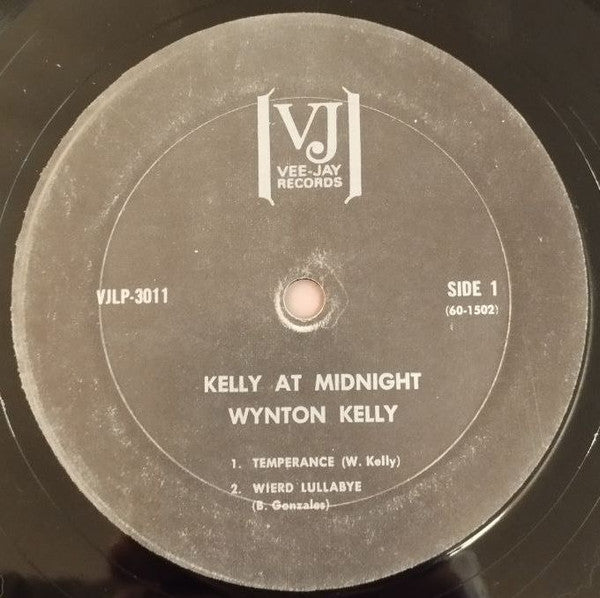 VJ
VEE-JAY
RECORDS
VJLP-3011
SIDE 1
(60-1502)
KELLY AT MIDNIGHT
WYNTON KELLY
1. TEMPERANCE (W. Kelly)
2. WIERD LULLABYE
(B. Gonzales)